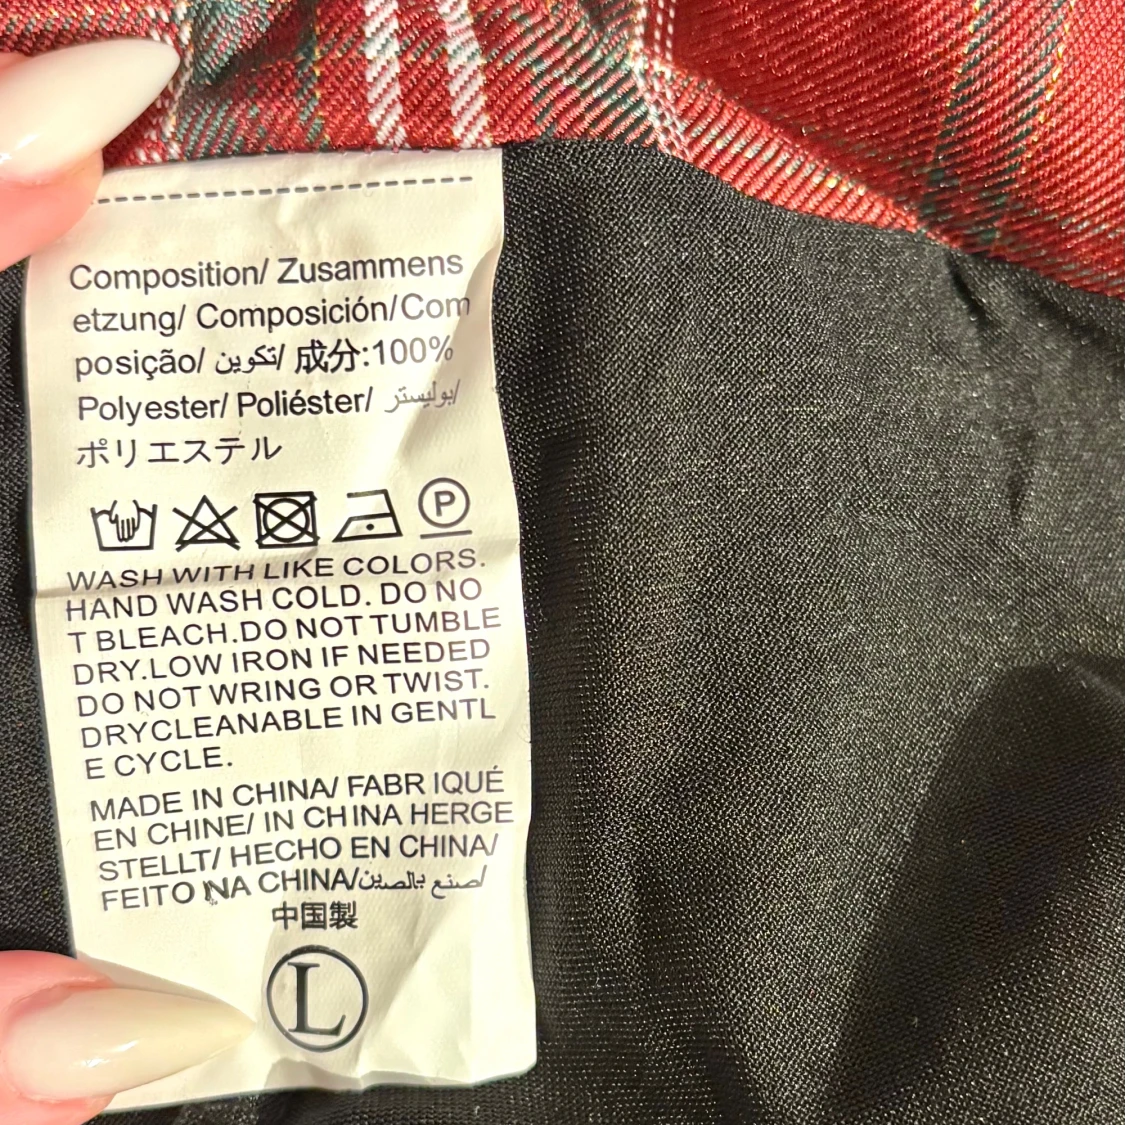 Composition/ Zusammens
etzung/ Composición/Com
posição/ تكوين/ 成分:100%
Polyester/ Poliéster/ بوليستر/
ポリエステル
P
WASH WITH LIKE COLORS.
HAND WASH COLD. DO NO
T BLEACH.DO NOT TUMBLE
DRY.LOW IRON IF NEEDED
DO NOT WRING OR TWIST.
DRYCLEANABLE IN GENTL
E CYCLE.
MADE IN CHINA/ FABR IQUÉ
EN CHINE/ IN CHINA HERGE
STELLT/ HECHO EN CHINA/
FEITO NA CHINA/صنع بالصين/
中国製
L